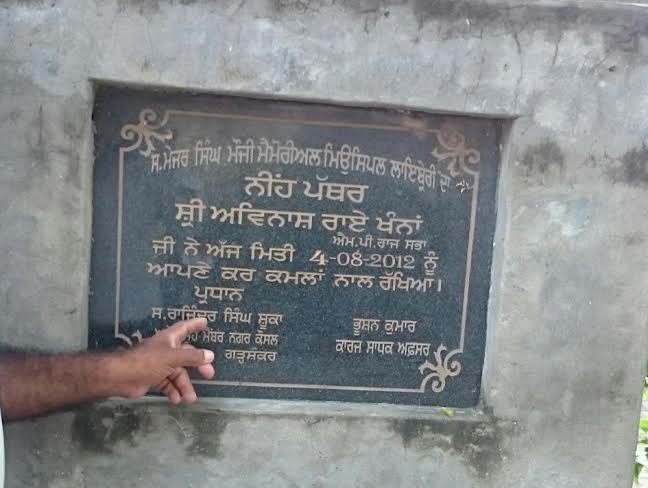 ਸ.ਮੇਜਰ ਸਿੰਘ ਮੌਜੀ ਮੈਮੋਰੀਅਲ ਮਿਉਂਸਿਪਲ ਲਾਇਬ੍ਰੇਰੀ ਦਾ
ਨੀਂਹ ਪੱਥਰ
ਸ਼੍ਰੀ ਅਵਿਨਾਸ਼ ਰਾਏ ਖੰਨਾਂ
ਐਮ.ਪੀ.ਰਾਜ ਸਭਾ
ਜੀ ਨੇ ਅੱਜ ਮਿਤੀ 4-08-2012 ਨੂੰ
ਆਪਣੇ ਕਰ ਕਮਲਾਂ ਨਾਲ ਰੱਖਿਆ।
ਪ੍ਰਧਾਨ
ਸ.ਰਾਜਿੰਦਰ ਸਿੰਘ ਸ਼ੂਕਾ
ਭੂਸ਼ਨ ਕੁਮਾਰ
ਮੈਂਬਰ ਨਗਰ ਕੌਂਸਲ
ਕਾਰਜ ਸਾਧਕ ਅਫ਼ਸਰ
ਗੜ੍ਹਸ਼ੰਕਰ